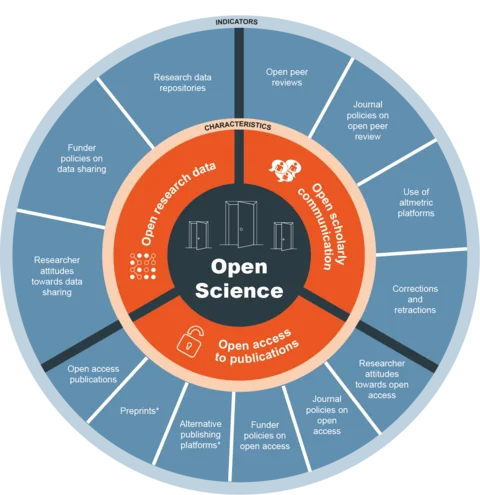 INDICATORS
Research data
repositories
Open peer
reviews
Journal
policies on
open peer
review
Funder
policies on
data sharing
Use of
altmetric
platforms
Researcher
attitudes
towards data
sharing
Corrections
and
retractions
CHARACTERISTICS
Open research data
Open scholarly
communication
Open
Science
Open access
to publications
Open access
publications
Preprints*
Alternative
publishing
platforms*
Funder
policies on
open access
Journal
policies on
open
access
Researcher
attitudes
towards open
access